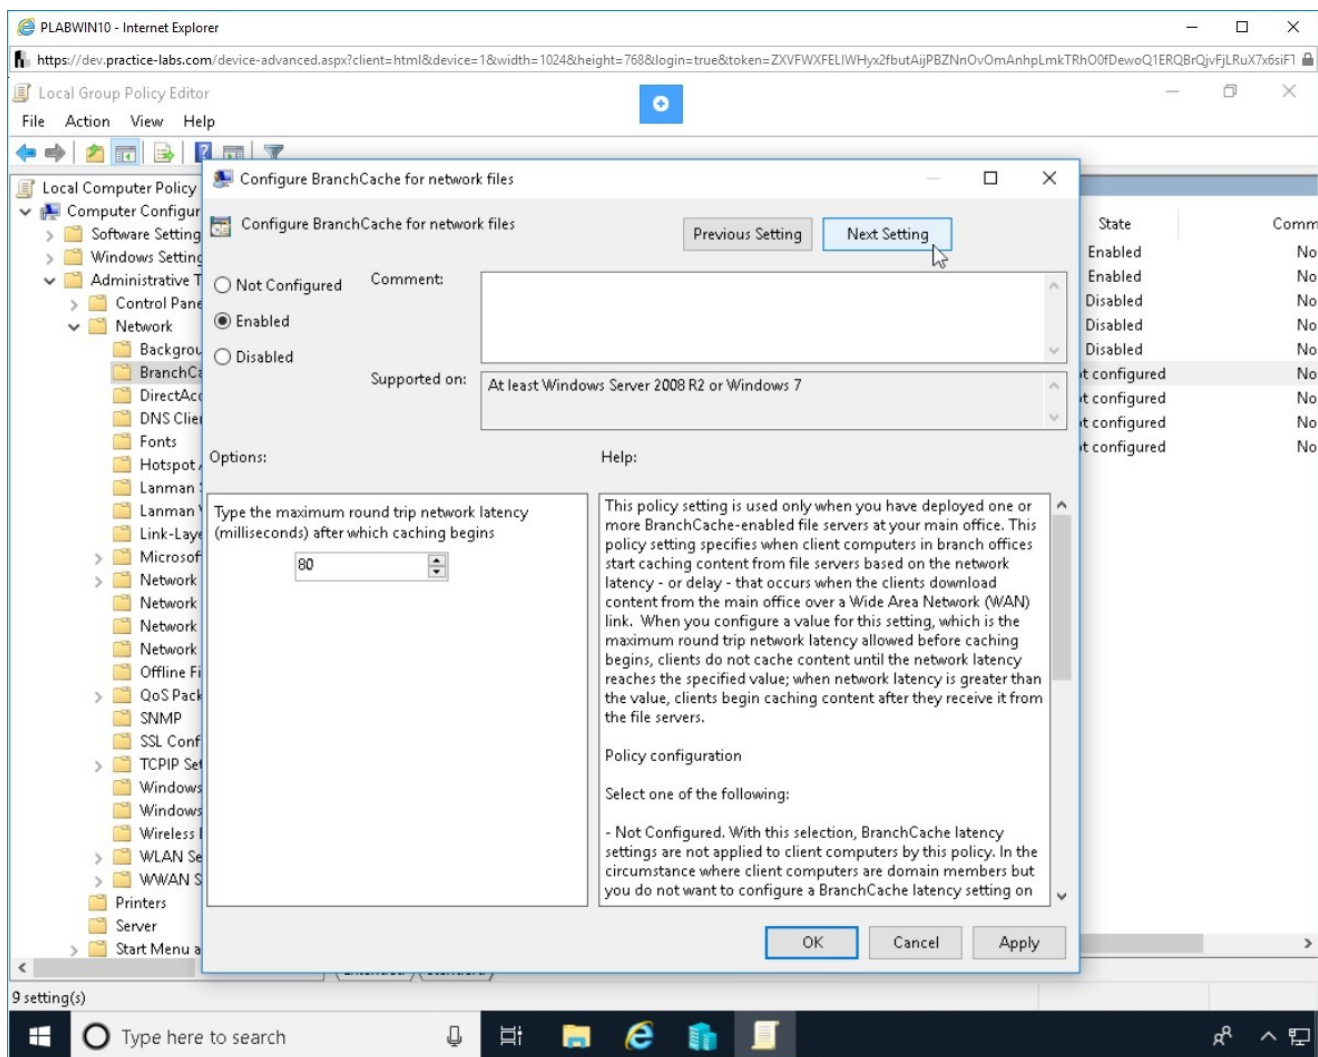 PLABWIN10 - Internet Explorer
https://dev.practice-labs.com/device-advanced.aspx?client=html&device=1&width=1024&height=768&login=true&token=
Local Group Policy Editor
File Action View Help
Local Computer Policy
Computer Configur
Software Setting
Windows Setting
Administrative T
Control Pane
Network
Backgrou
BranchCa
DirectAcc
DNS Clie
Fonts
Hotspot
Lanman
Lanman
Link-Laye
Microsof
Network
Network
Network
Network
Offline Fi
QoS Pack
SNMP
SSL Conf
TCPIP Set
Windows
Windows
Wireless
WLAN Se
WWAN S
Printers
Server
Start Menu a
Configure BranchCache for network files
Configure BranchCache for network files
Previous Setting Next Setting
Not Configured
Enabled
Disabled
Comment:
Supported on:
At least Windows Server 2008 R2 or Windows 7
Options:
Help:
Type the maximum round trip network latency
(milliseconds) after which caching begins
80
This policy setting is used only when you have deployed one or
more BranchCache-enabled file servers at your main office. This
policy setting specifies when client computers in branch offices
start caching content from file servers based on the network
latency - or delay - that occurs when the clients download
content from the main office over a Wide Area Network (WAN)
link. When you configure a value for this setting, which is the
maximum round trip network latency allowed before caching
begins, clients do not cache content until the network latency
reaches the specified value; when network latency is greater than
the value, clients begin caching content after they receive it from
the file servers.
Policy configuration
Select one of the following:
- Not Configured. With this selection, BranchCache latency
settings are not applied to client computers by this policy. In the
circumstance where client computers are domain members but
you do not want to configure a BranchCache latency setting on
OK Cancel Apply
State Comm
Enabled No
Enabled No
Disabled No
Disabled No
Disabled No
t configured No
t configured No
t configured No
t configured No
9 setting(s)
Type here to search